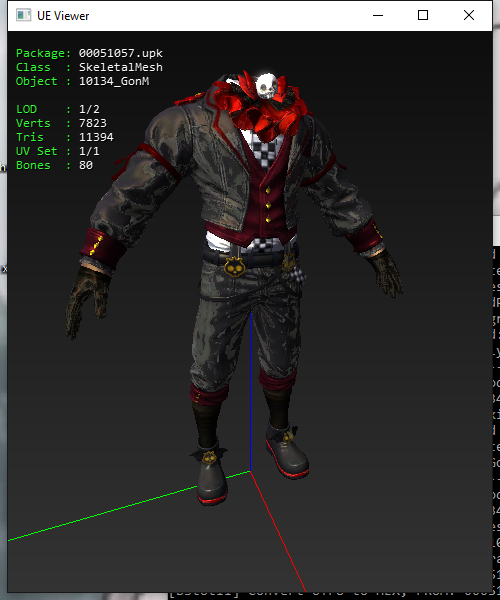 UE Viewer
Package: 00051057.upk
Class : SkeletalMesh
Object : 10134_GonM
LOD : 1/2
Verts : 7823
Tris : 11394
UV Set : 1/1
Bones : 80